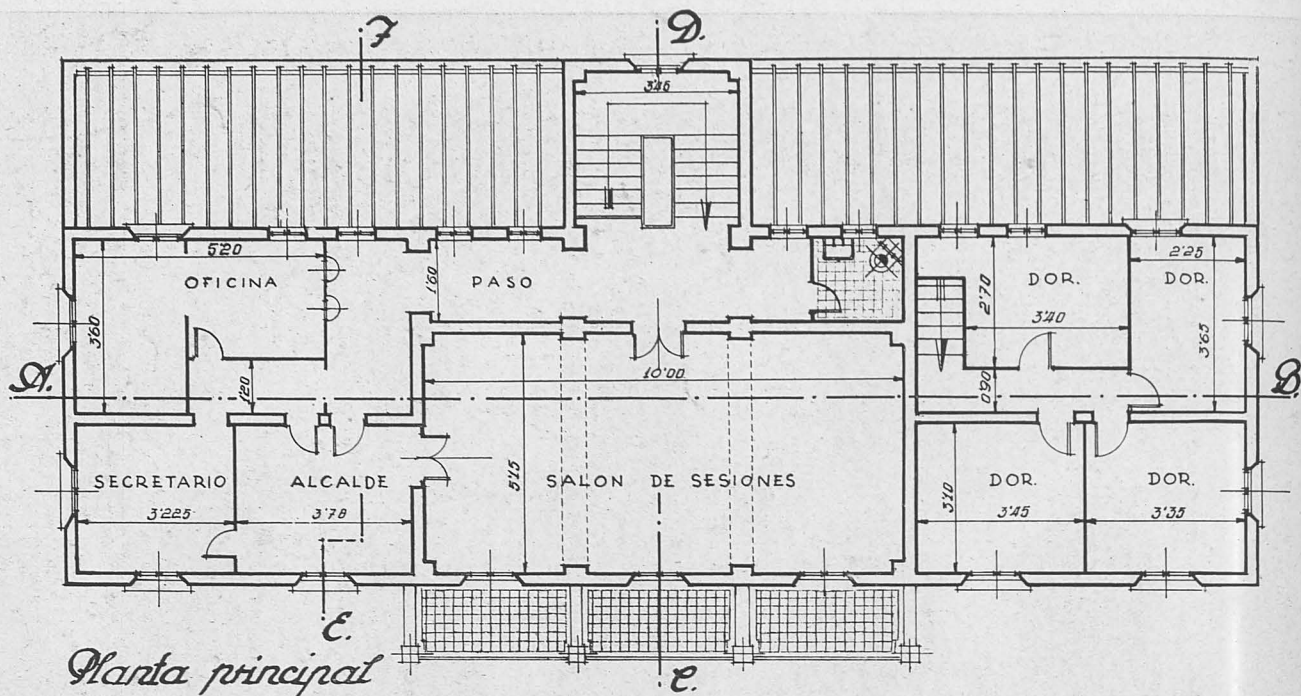 F
D.
3'46
5'20
2'25
OFICINA
1'60
PASO
DOR.
DOR.
2'70
3'40
3'60
3'65
A.
1'20
10'00
0'90
B.
SECRETARIO
ALCALDE
SALON DE SESIONES
DOR.
DOR.
5'15
3'10
3'225
3'78
3'45
3'35
E.
C.
Planta principal